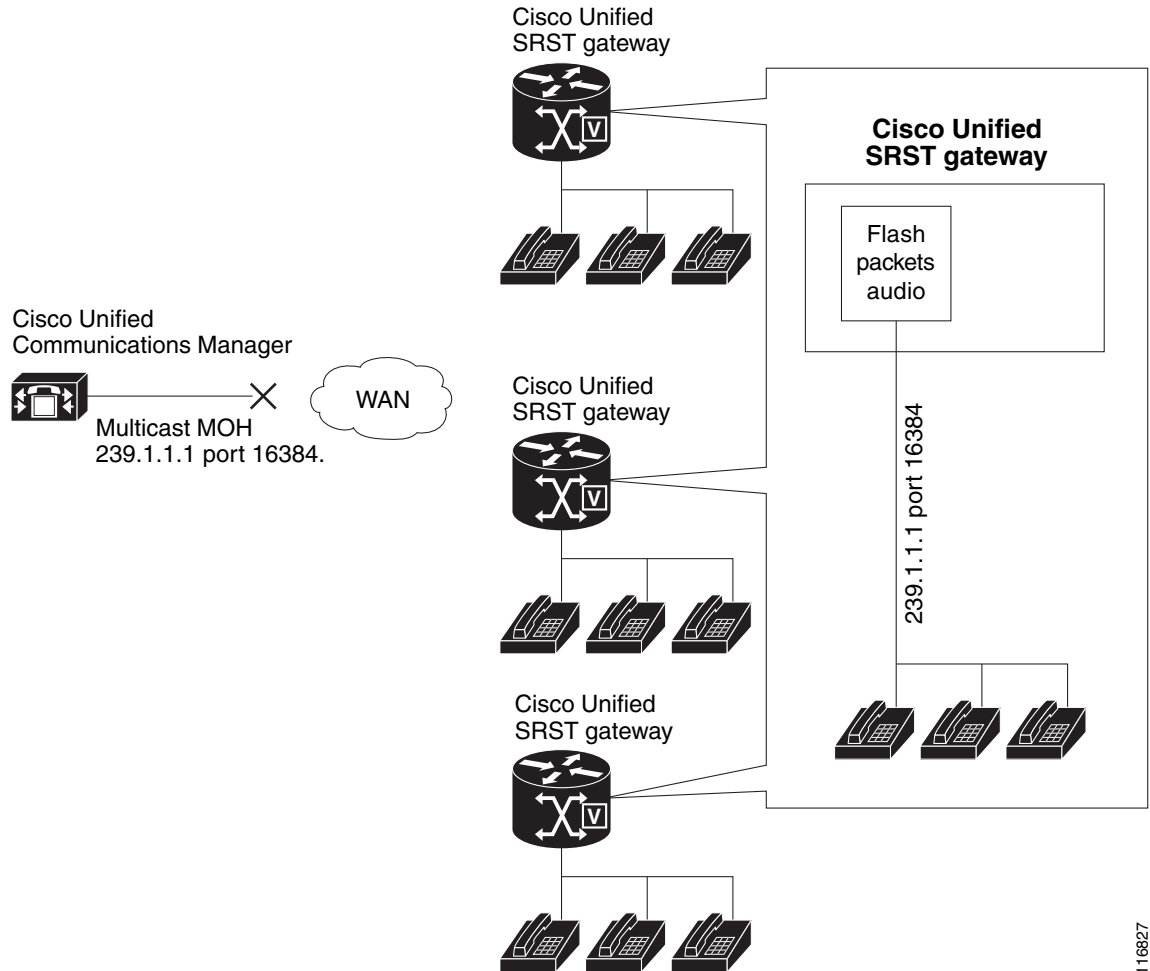 Cisco Unified
SRST gateway
V
Cisco Unified
SRST gateway
Flash
packets
audio
239.1.1.1 port 16384
Cisco Unified
Communications Manager
Multicast MOH
239.1.1.1 port 16384.
WAN
Cisco Unified
SRST gateway
V
Cisco Unified
SRST gateway
V
116827